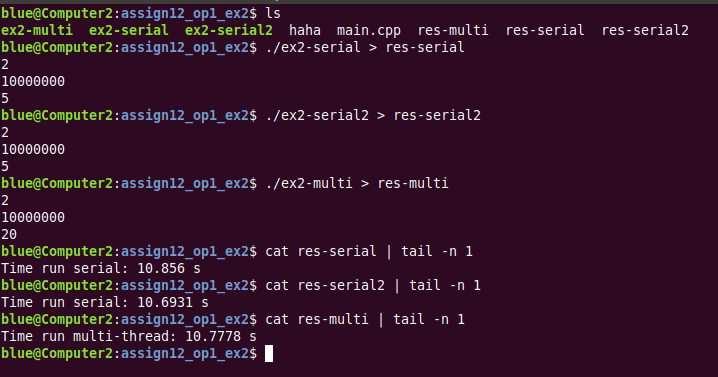 blue@Computer2:assign12_op1_ex2$ ls
ex2-multi  ex2-serial  ex2-serial2  haha  main.cpp  res-multi  res-serial  res-serial2
blue@Computer2:assign12_op1_ex2$ ./ex2-serial > res-serial
2
10000000
5
blue@Computer2:assign12_op1_ex2$ ./ex2-serial2 > res-serial2
2
10000000
5
blue@Computer2:assign12_op1_ex2$ ./ex2-multi > res-multi
2
10000000
20
blue@Computer2:assign12_op1_ex2$ cat res-serial | tail -n 1
Time run serial: 10.856 s
blue@Computer2:assign12_op1_ex2$ cat res-serial2 | tail -n 1
Time run serial: 10.6931 s
blue@Computer2:assign12_op1_ex2$ cat res-multi | tail -n 1
Time run multi-thread: 10.7778 s
blue@Computer2:assign12_op1_ex2$